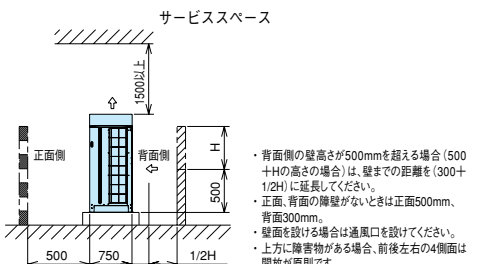 サービススペース
1500以上
正面側
背面側
H
500
500
750
1/2H
・背面側の壁高さが500mmを超える場合(500
+Hの高さの場合)は、壁までの距離を(300+
1/2H)に延長してください。
・正面、背面の障壁がないときは正面500mm、
背面300mm。
・壁面を設ける場合は通風口を設けてください。
・上方に障害物がある場合、前後左右の4側面は
開放が原則です。